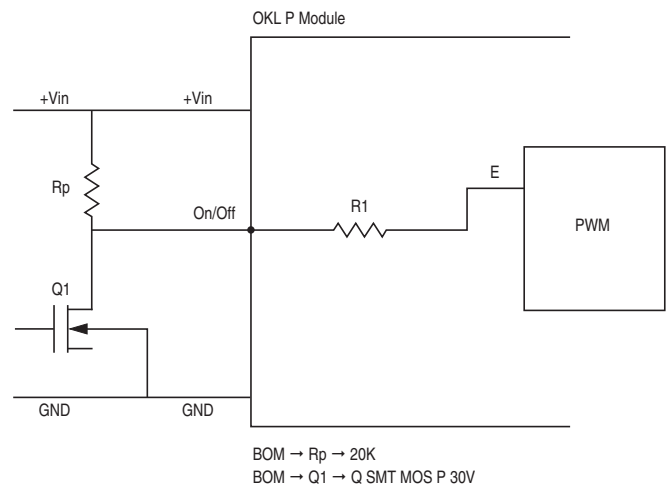 OKL P Module
+Vin
+Vin
Rp
On/Off
R1
E
PWM
Q1
GND
GND
BOM → Rp → 20K
BOM → Q1 → Q SMT MOS P 30V